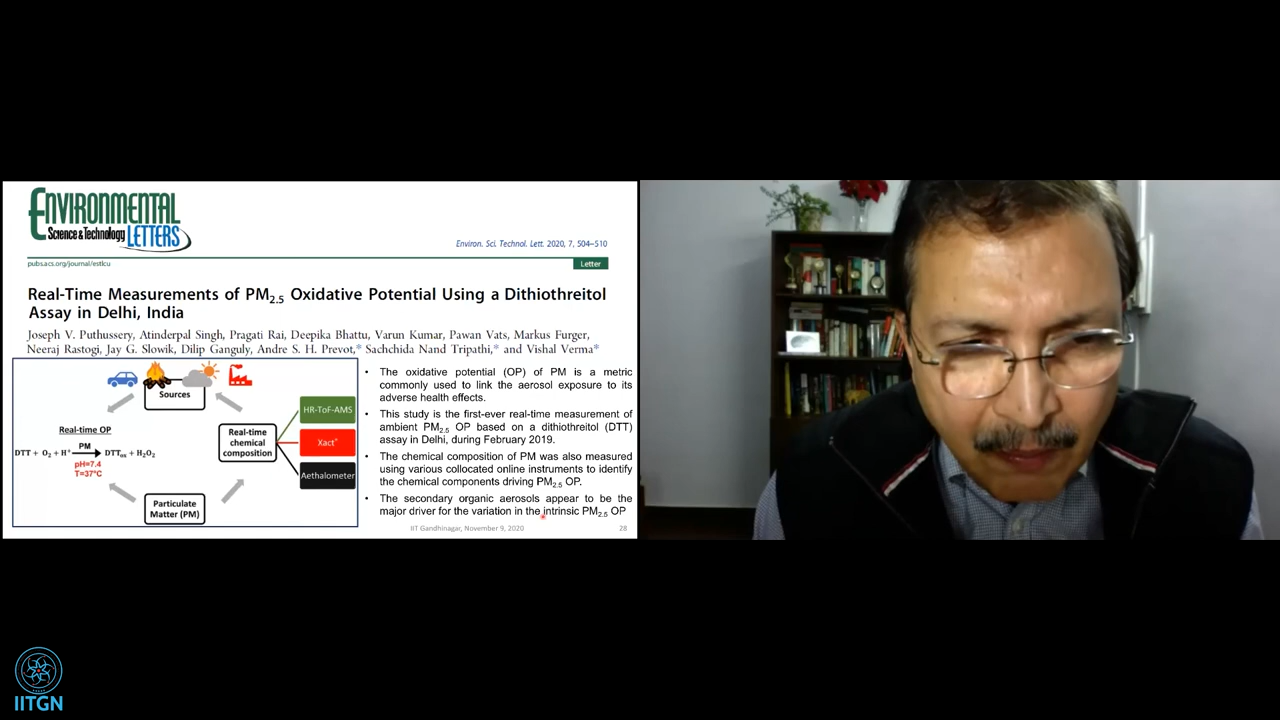 ENVIRONMENTAL
Science & Technology
LETTERS
Environ. Sci. Technol. Lett. 2020, 7, 504−510
pubs.acs.org/journal/estlcu
Letter
Real-Time Measurements of PM2.5 Oxidative Potential Using a Dithiothreitol
Assay in Delhi, India
Joseph V. Puthussery, Atinderpal Singh, Pragati Rai, Deepika Bhattu, Varun Kumar, Pawan Vats, Markus Furger,
Neeraj Rastogi, Jay G. Slowik, Dilip Ganguly, Andre S. H. Prevot,* Sachchida Nand Tripathi,* and Vishal Verma*
Sources
Real-time OP
PM
DTT + O2 + H+ → DTTox + H2O2
pH=7.4
T=37°C
Particulate
Matter (PM)
Real-time
chemical
composition
HR-ToF-AMS
Xact®
Aethalometer
• The oxidative potential (OP) of PM is a metric
commonly used to link the aerosol exposure to its
adverse health effects.
• This study is the first-ever real-time measurement of
ambient PM2.5 OP based on a dithiothreitol (DTT)
assay in Delhi, during February 2019.
• The chemical composition of PM was also measured
using various collocated online instruments to identify
the chemical components driving PM2.5 OP.
• The secondary organic aerosols appear to be the
major driver for the variation in the intrinsic PM2.5 OP
IIT Gandhinagar, November 9, 2020
28
IITGN